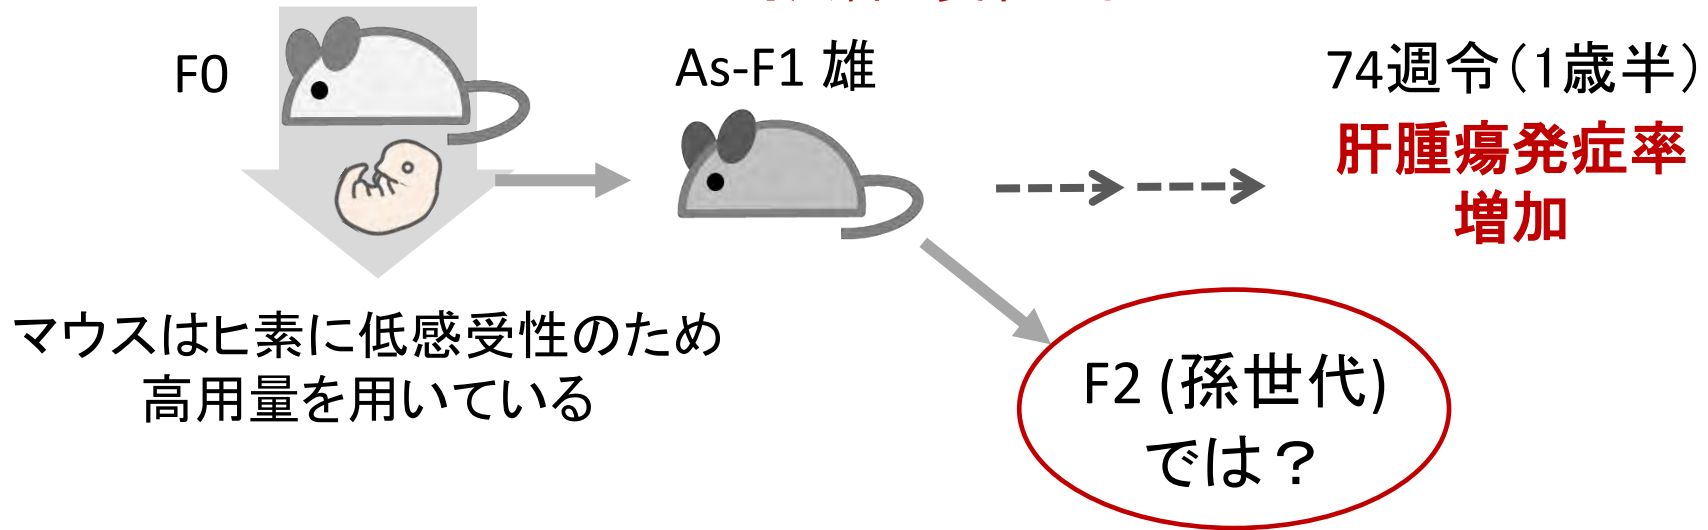 F0
As-F1 雄
74週令（1歳半）
肝腫瘍発症率
増加
マウスはヒ素に低感受性のため
高用量を用いている
F2 (孫世代)
では？